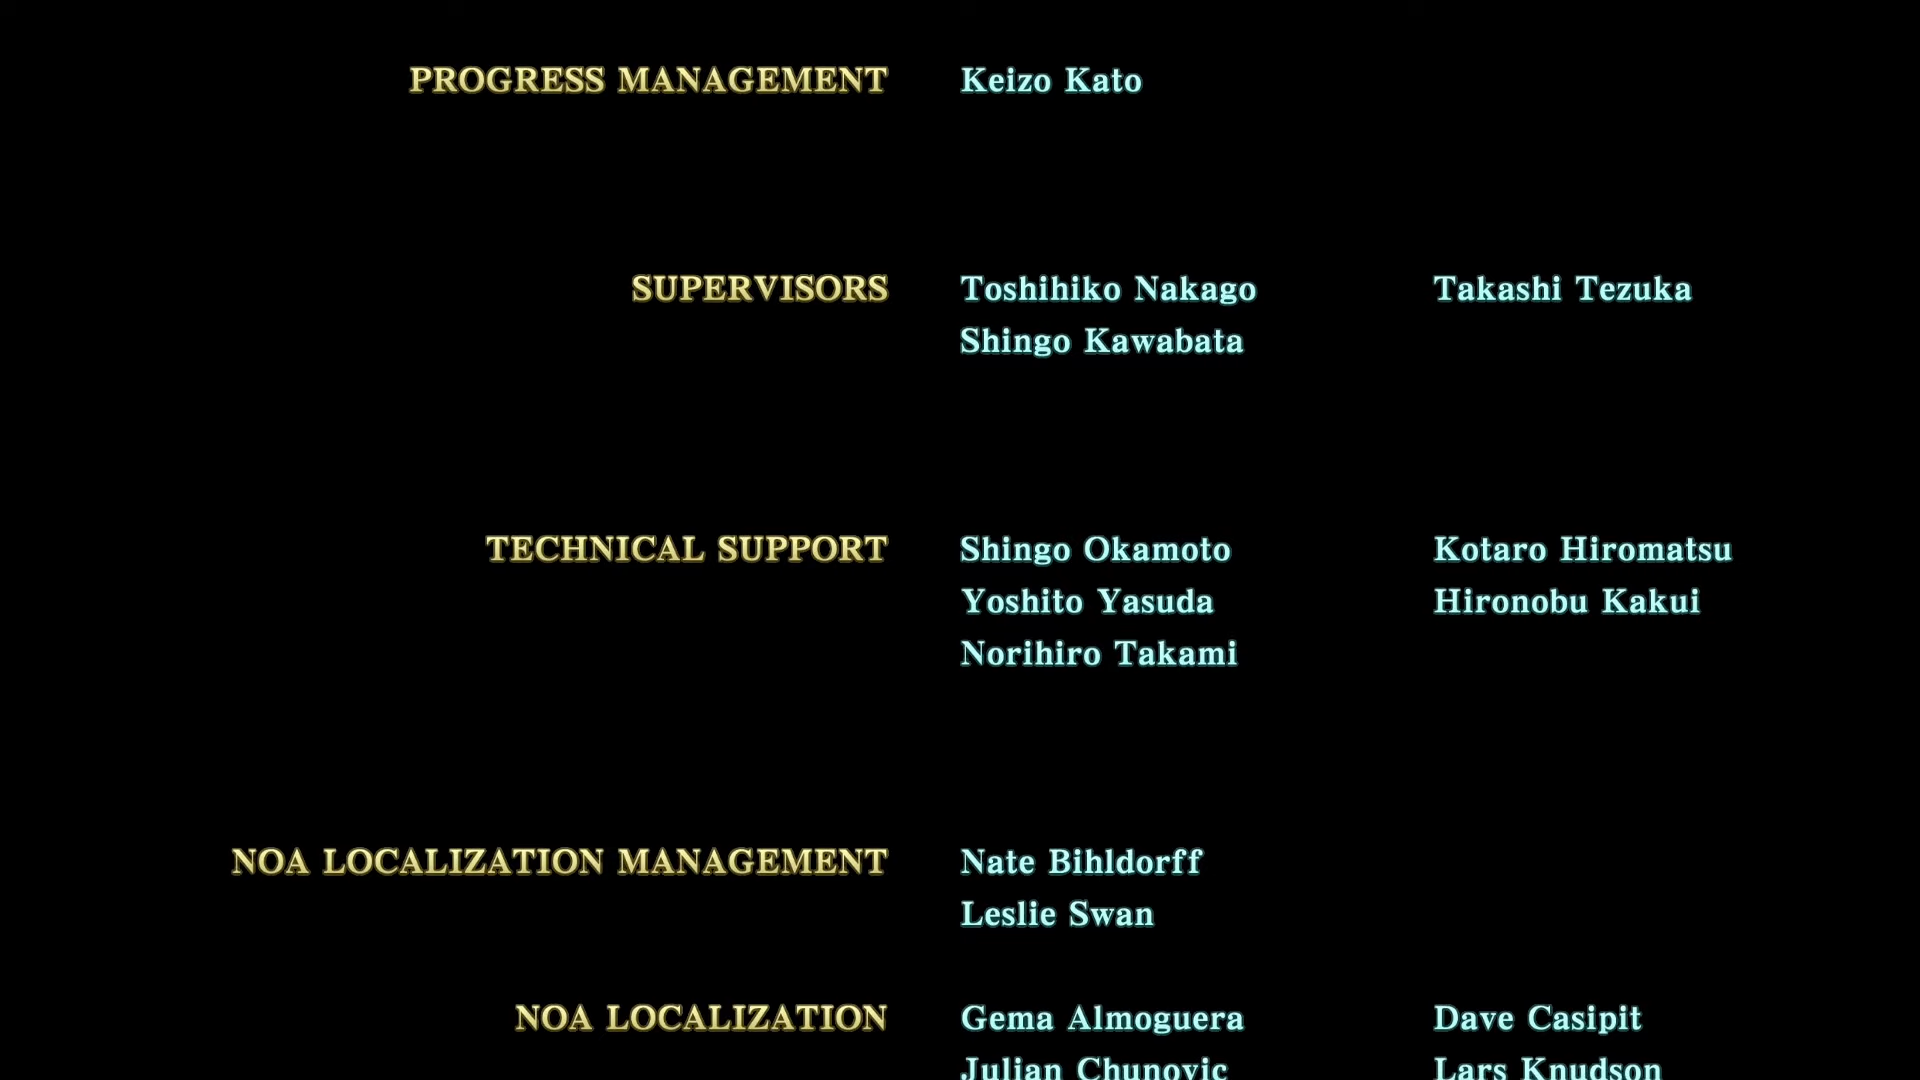 PROGRESS MANAGEMENT Keizo Kato
SUPERVISORS Toshihiko Nakago Takashi Tezuka
Shingo Kawabata
TECHNICAL SUPPORT Shingo Okamoto Kotaro Hiromatsu
Yoshito Yasuda Hironobu Kakui
Norihiro Takami
NOA LOCALIZATION MANAGEMENT Nate Bihldorff
Leslie Swan
NOA LOCALIZATION Gema Almoguera Dave Casipit
Julian Chunovic Lars Knudson